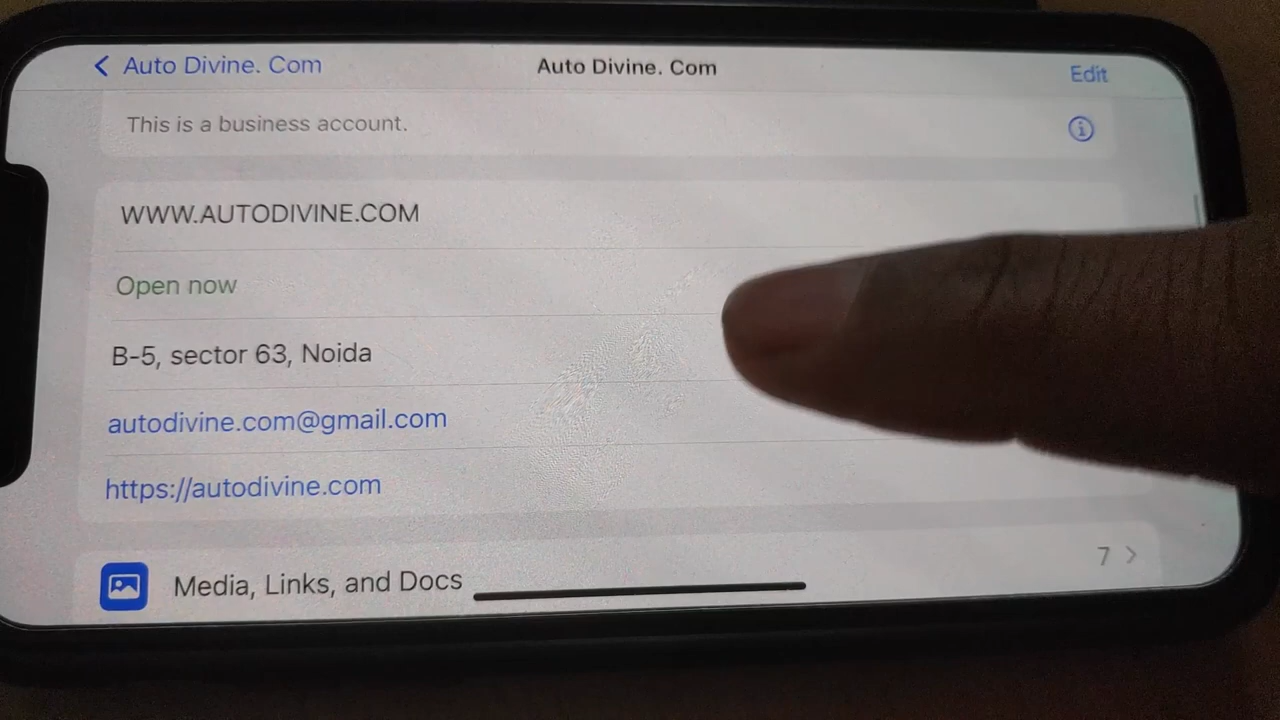 Auto Divine. Com
Auto Divine. Com
Edit
This is a business account.
WWW.AUTODIVINE.COM
Open now
B-5, sector 63, Noida
autodivine.com@gmail.com
https://autodivine.com
Media, Links, and Docs
7